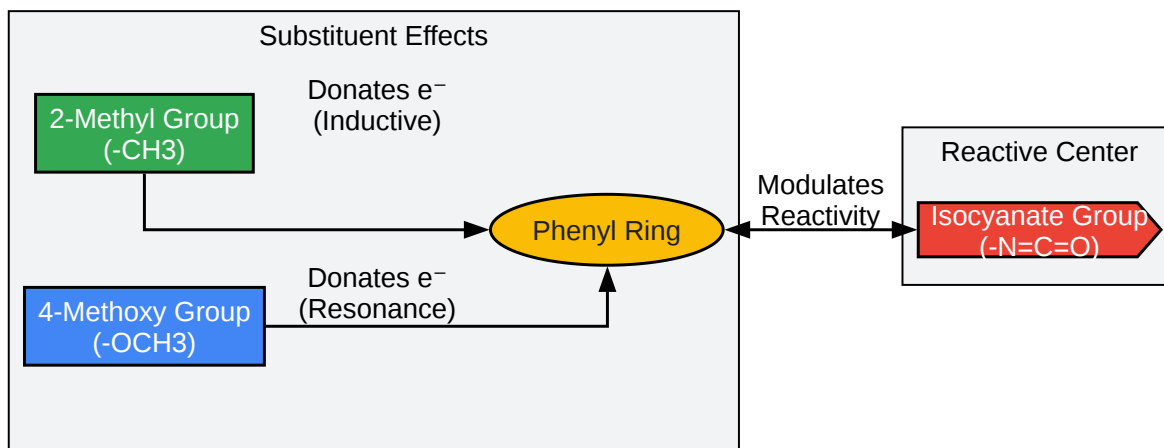 Substituent Effects
Donates e⁻
(Inductive)
2-Methyl Group
(-CH3)
Phenyl Ring
Donates e⁻
(Resonance)
4-Methoxy Group
(-OCH3)
Modulates
Reactivity
Reactive Center
Isocyanate Group
(-N=C=O)